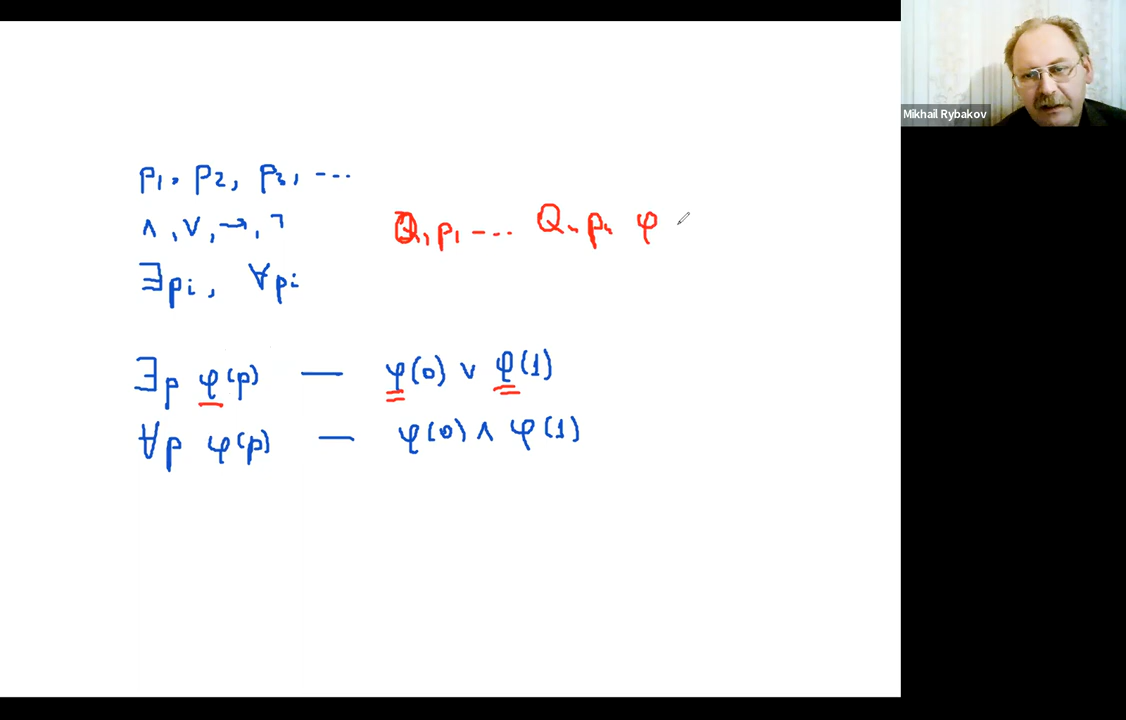 p₁, p₂, p₃, ...
∧, ∨, →, ¬
Q₁p₁ ... Qₙpₙ φ
∃pᵢ, ∀pᵢ
∃p φ(p) — φ(0) ∨ φ(1)
∀p φ(p) — φ(0) ∧ φ(1)
Mikhail Rybakov